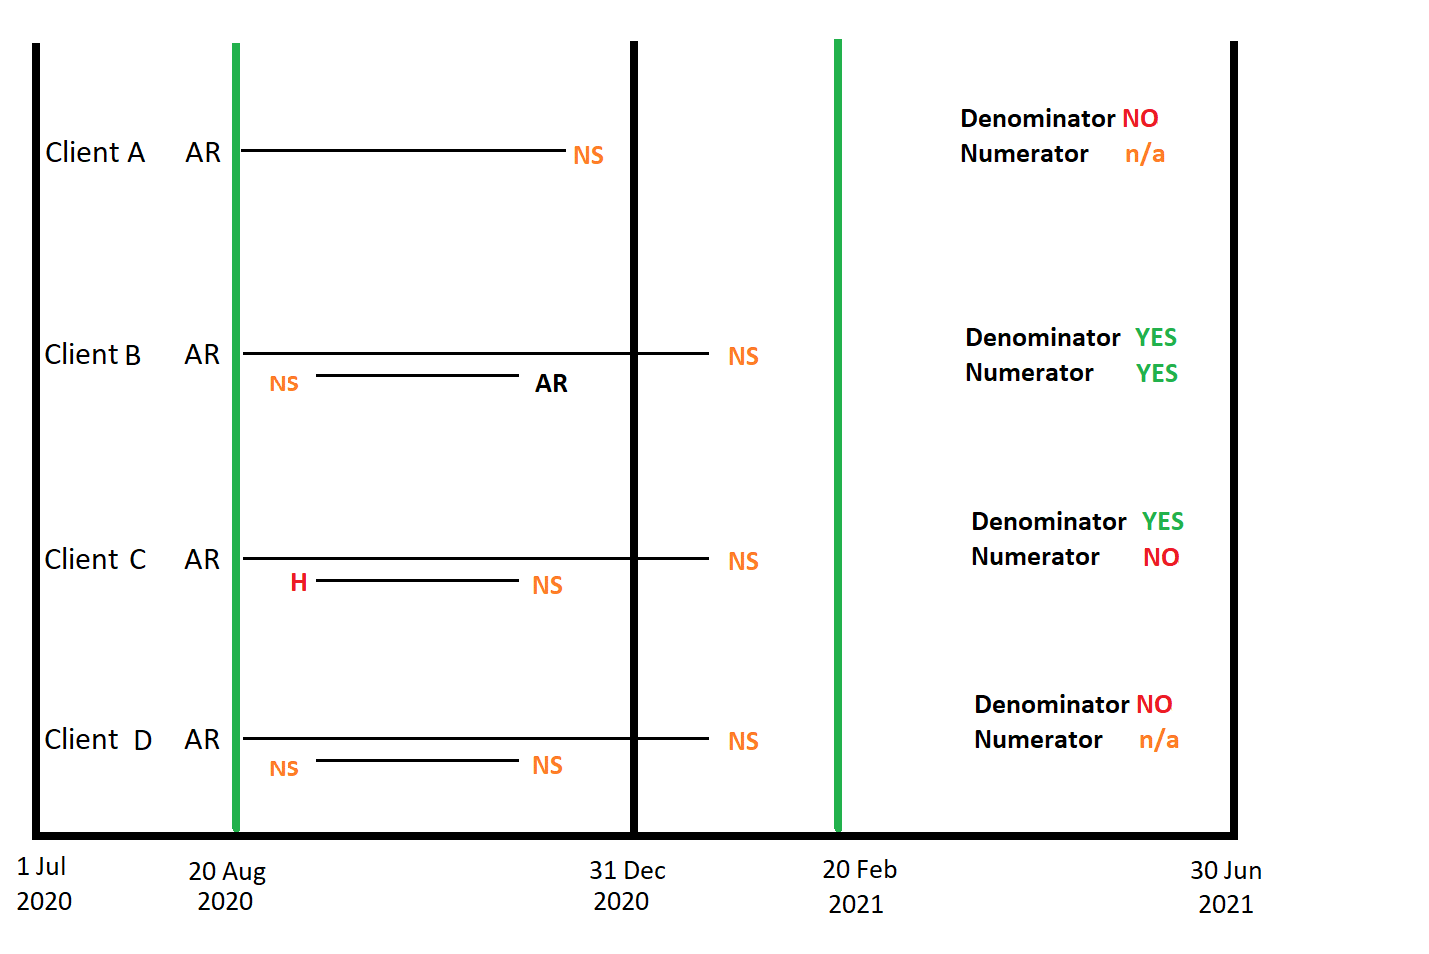 Denominator NO
Client A AR NS Numerator n/a
Denominator YES
Client B AR NS Numerator YES
NS AR
Denominator YES
Client C AR NS Numerator NO
H NS
Denominator NO
Client D AR NS Numerator n/a
NS NS
1 Jul 20 Aug 31 Dec 20 Feb 30 Jun
2020 2020 2020 2021 2021